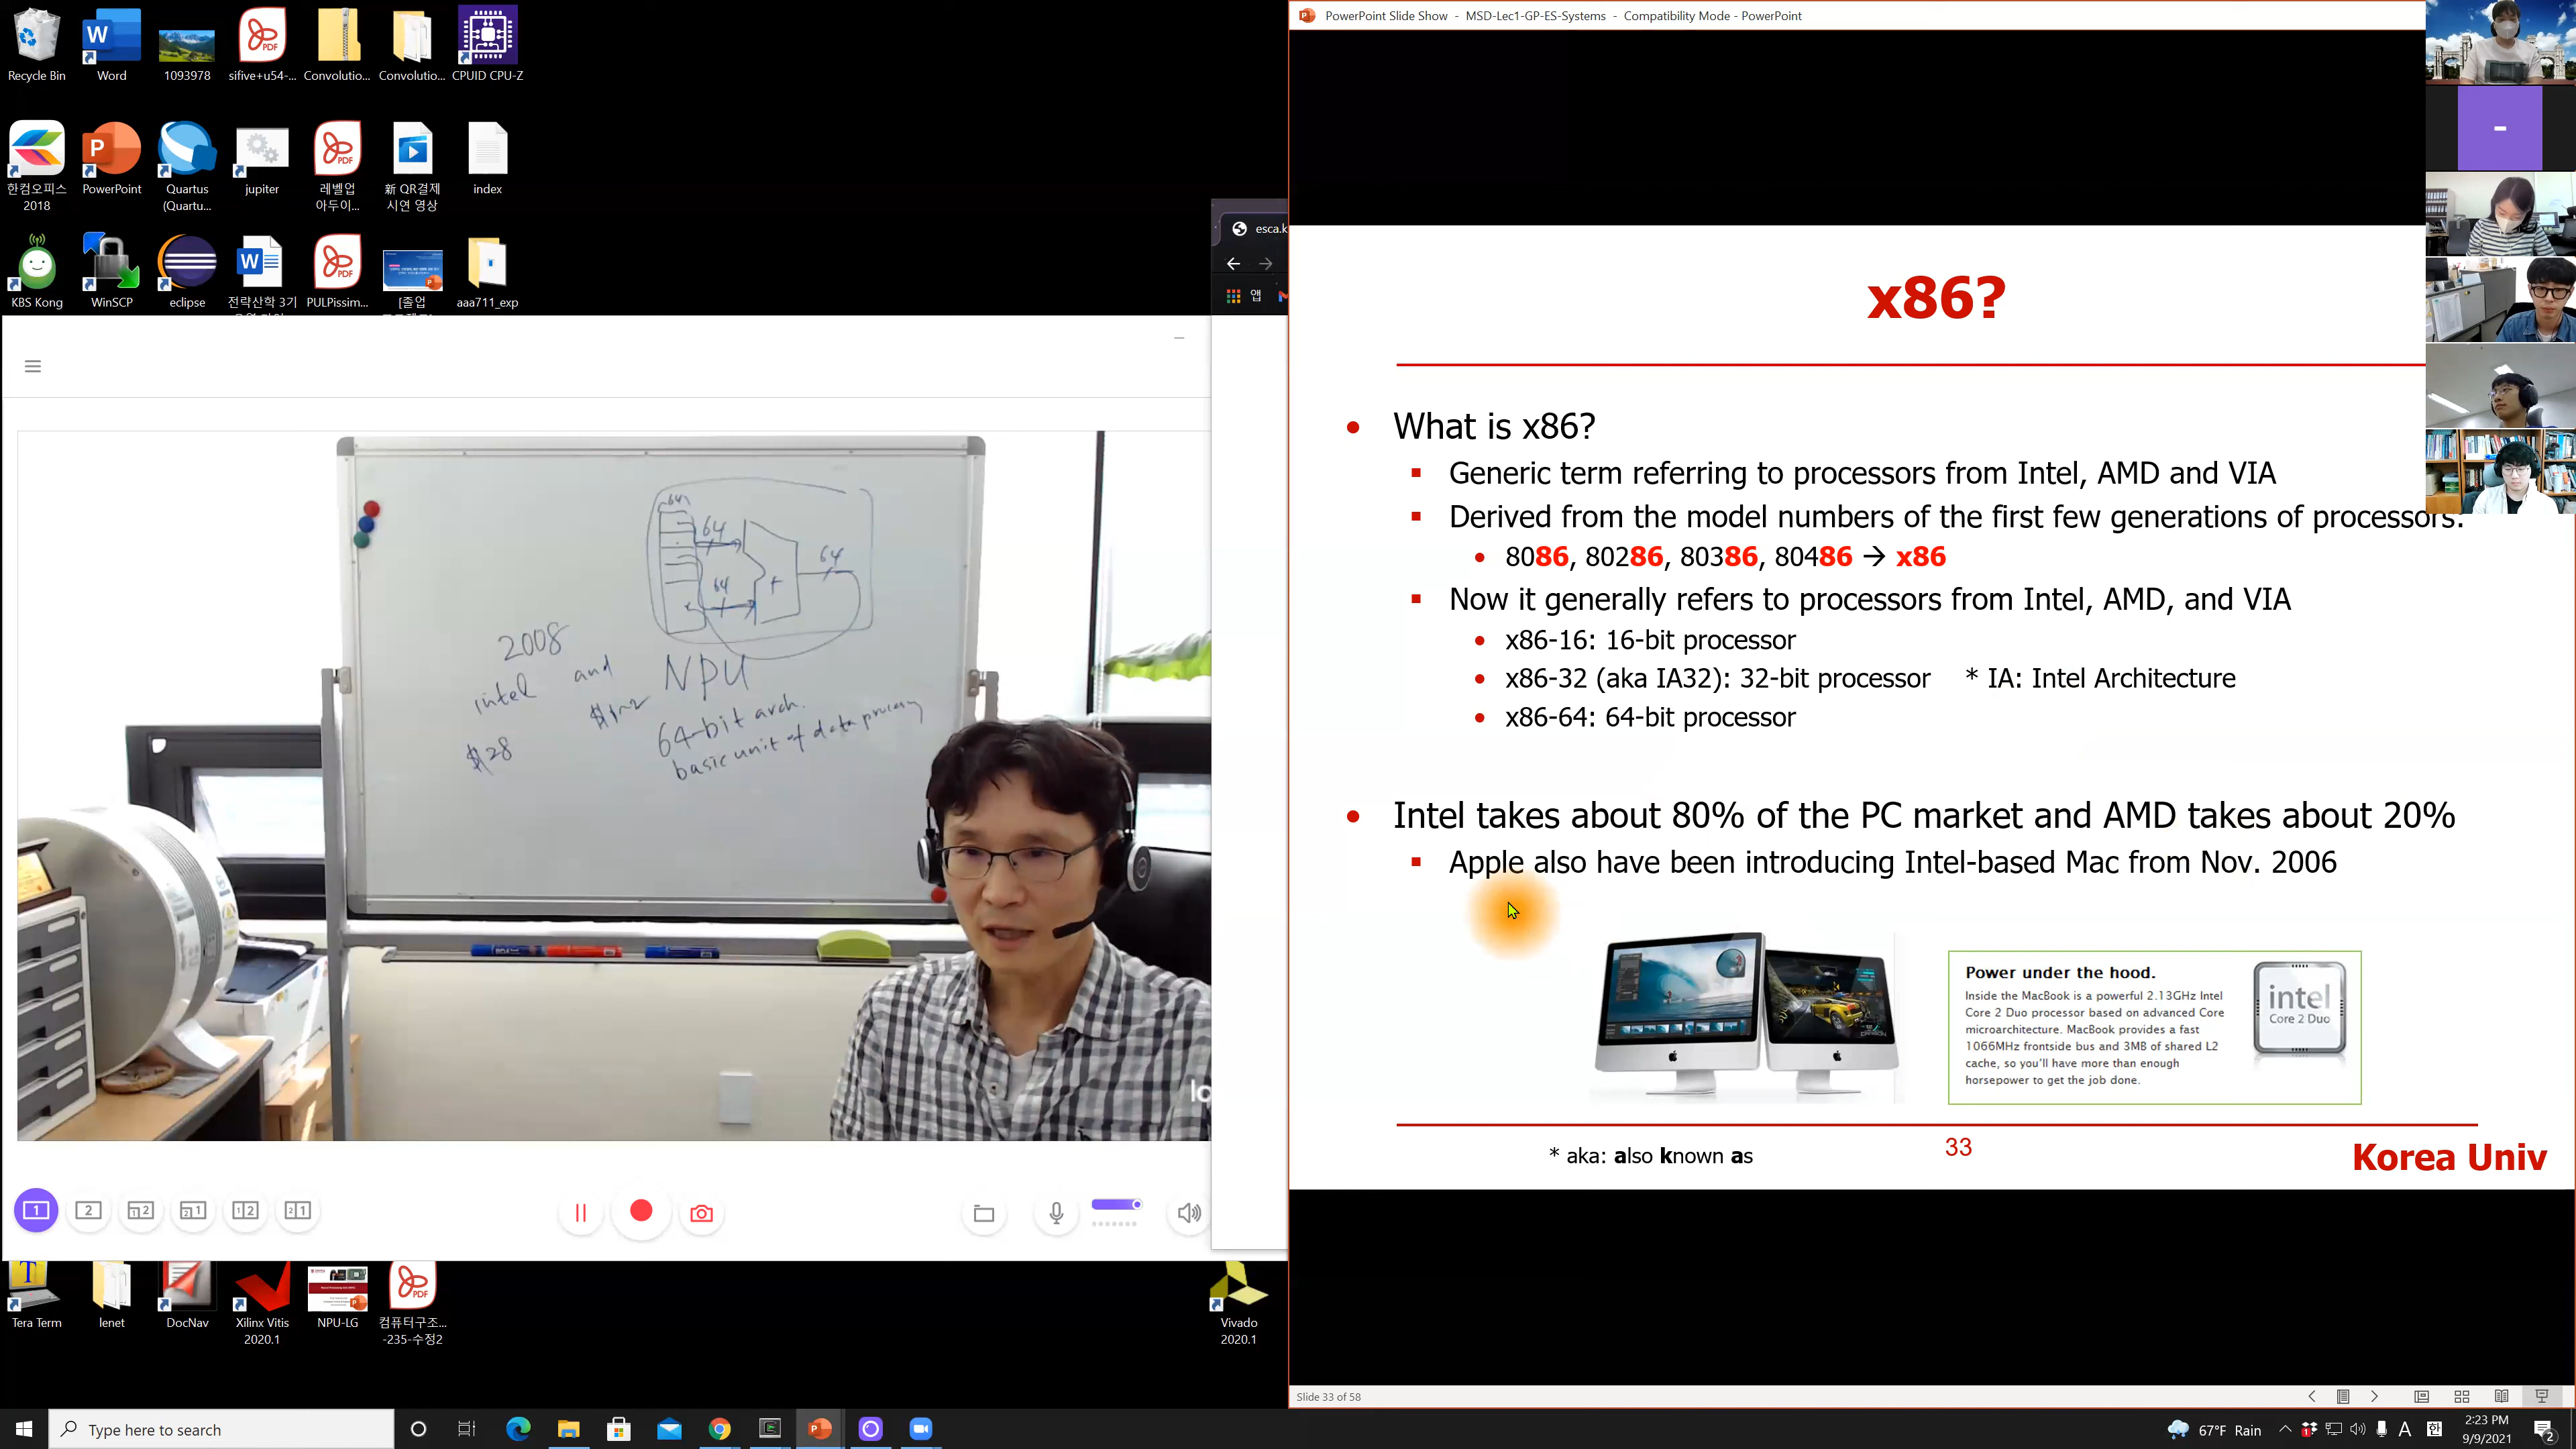 Recycle Bin
Word
1093978
sifive+u54-...
Convolutio...
Convolutio...
CPUID CPU-Z
한컴오피스
2018
PowerPoint
Quartus
(Quartu...
jupiter
레벨업
아두이...
新 QR결제
시연 영상
index
KBS Kong
WinSCP
eclipse
전략산학 3기
PULPissim...
[졸업
aaa711_exp
64
64
64
64
+
2008
intel and NPU
$28
64-bit arch.
basic unit of data
Tera Term
lenet
DocNav
Xilinx Vitis
2020.1
NPU-LG
컴퓨터구조...
-235-수정2
Vivado
2020.1
esca.k
앱
PowerPoint Slide Show - MSD-Lec1-GP-ES-Systems - Compatibility Mode - PowerPoint
x86?
What is x86?
Generic term referring to processors from Intel, AMD and VIA
Derived from the model numbers of the first few generations of processors:
8086, 80286, 80386, 80486 → x86
Now it generally refers to processors from Intel, AMD, and VIA
x86-16: 16-bit processor
x86-32 (aka IA32): 32-bit processor * IA: Intel Architecture
x86-64: 64-bit processor
Intel takes about 80% of the PC market and AMD takes about 20%
Apple also have been introducing Intel-based Mac from Nov. 2006
Power under the hood.
Inside the MacBook is a powerful 2.13GHz Intel
Core 2 Duo processor based on advanced Core
microarchitecture. MacBook provides a fast
1066MHz frontside bus and 3MB of shared L2
cache, so you'll have more than enough
horsepower to get the job done.
intel
Core 2 Duo
* aka: also known as
33
Korea Univ
Slide 33 of 58
Type here to search
67°F Rain
A
한
2:23 PM
9/9/2021
2